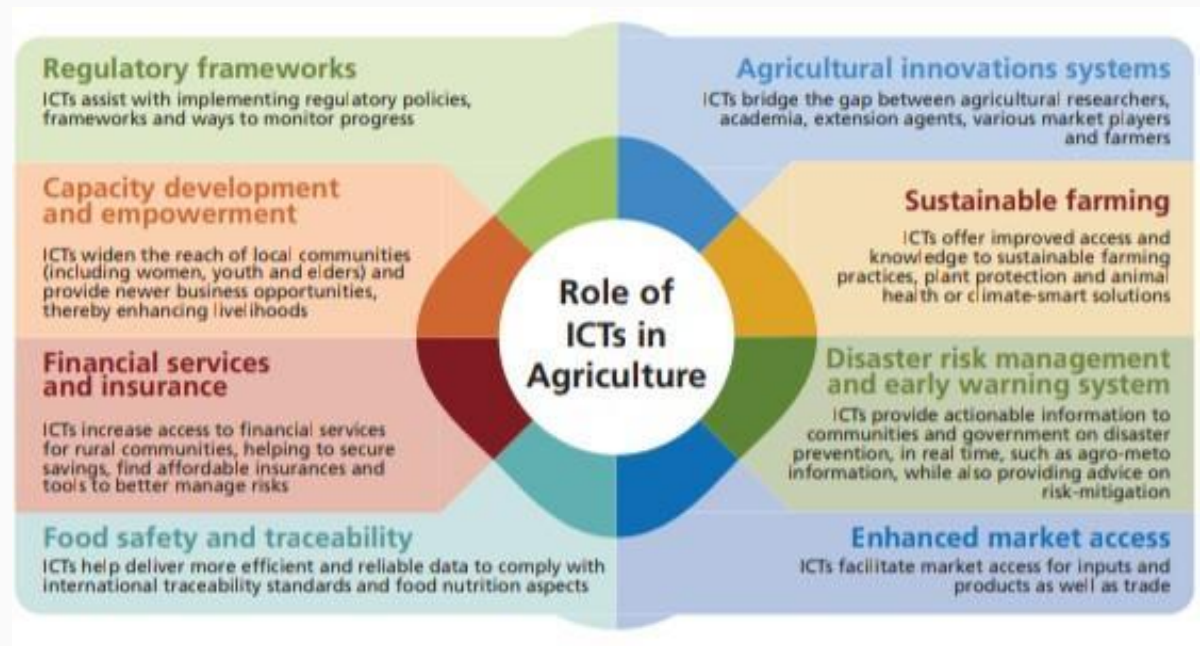 Regulatory frameworks
ICTs assist with implementing regulatory policies,
frameworks and ways to monitor progress
Capacity development
and empowerment
ICTs widen the reach of local communities
(including women, youth and elders) and
provide newer business opportunities,
thereby enhancing livelihoods
Financial services
and insurance
ICTs increase access to financial services
for rural communities, helping to secure
savings, find affordable insurances and
tools to better manage risks
Food safety and traceability
ICTs help deliver more efficient and reliable data to comply with
international traceability standards and food nutrition aspects
Role of
ICTs in
Agriculture
Agricultural innovations systems
ICTs bridge the gap between agricultural researchers,
academia, extension agents, various market players
and farmers
Sustainable farming
ICTs offer improved access and
knowledge to sustainable farming
practices, plant protection and animal
health or climate-smart solutions
Disaster risk management
and early warning system
ICTs provide actionable information to
communities and government on disaster
prevention, in real time, such as agro-meto
information, while also providing advice on
risk-mitigation
Enhanced market access
ICTs facilitate market access for inputs and
products as well as trade